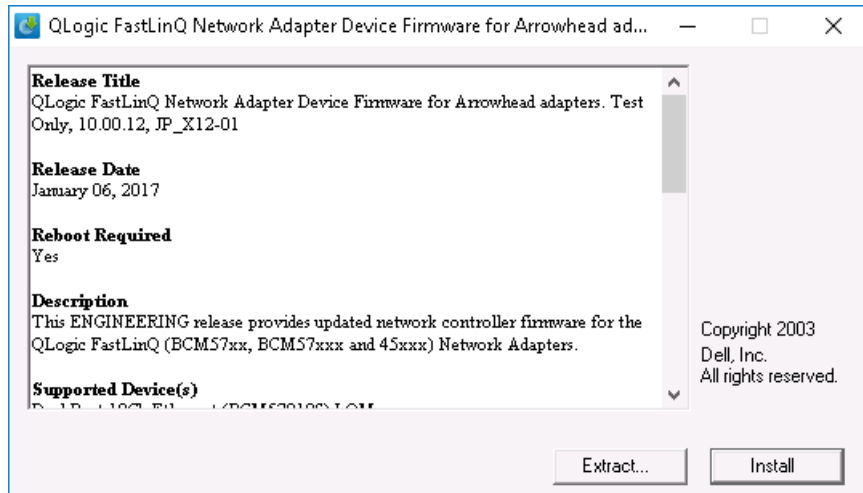 QLogic FastLinQ Network Adapter Device Firmware for Arrowhead ad...
Release Title
QLogic FastLinQ Network Adapter Device Firmware for Arrowhead adapters. Test
Only, 10.00.12, JP_X12-01
Release Date
January 06, 2017
Reboot Required
Yes
Description
This ENGINEERING release provides updated network controller firmware for the
QLogic FastLinQ (BCM57xx, BCM57xxx and 45xxx) Network Adapters.
Supported Device(s)
Copyright 2003
Dell, Inc.
All rights reserved.
Extract...
Install